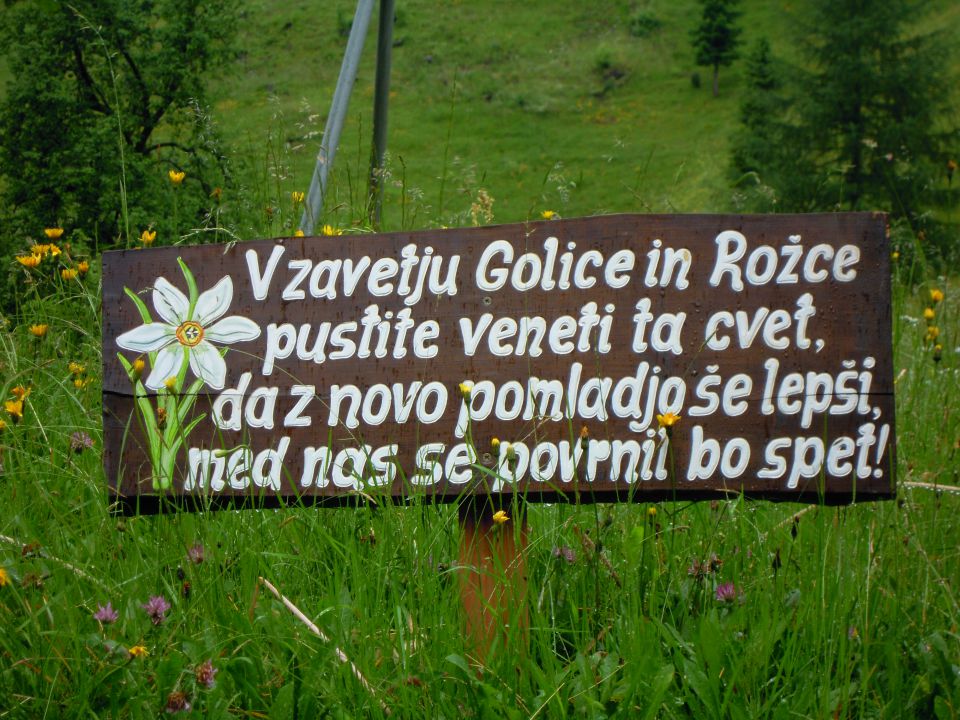 V zavetju Golice in Rožce
pustite veneti ta cvet,
da z novo pomladjo še lepši,
med nas se povrnil bo spet!